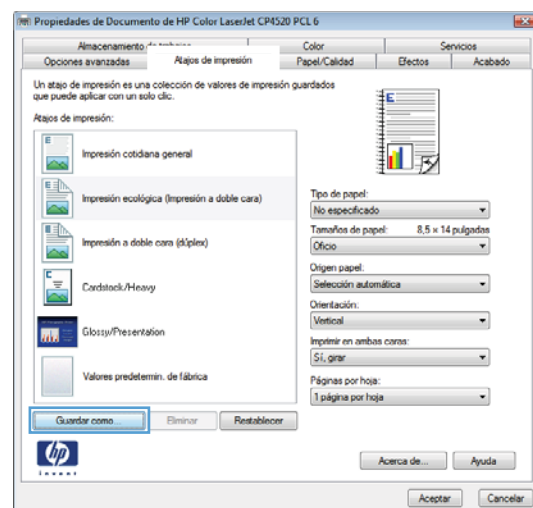 Propiedades de Documento de HP Color LaserJet CP4520 PCL 6
Almacenamiento de trabajos
Color
Servicios
Opciones avanzadas
Atajos de impresión
Papel/Calidad
Efectos
Acabado
Un atajo de impresión es una colección de valores de impresión guardados
que puede aplicar con un solo clic.
Atajos de impresión:
Impresión cotidiana general
Impresión ecológica (Impresión a doble cara)
Impresión a doble cara (dúplex)
Cardstock/Heavy
Glossy/Presentation
Valores predetermin. de fábrica
Guardar como...
Eliminar
Restablecer
Tipo de papel:
No especificado
Tamaños de papel: 8,5 × 14 pulgadas
Oficio
Origen papel:
Selección automática
Orientación:
Vertical
Imprimir en ambas caras:
Sí, girar
Páginas por hoja:
1 página por hoja
hp
invent
Acerca de...
Ayuda
Aceptar
Cancelar